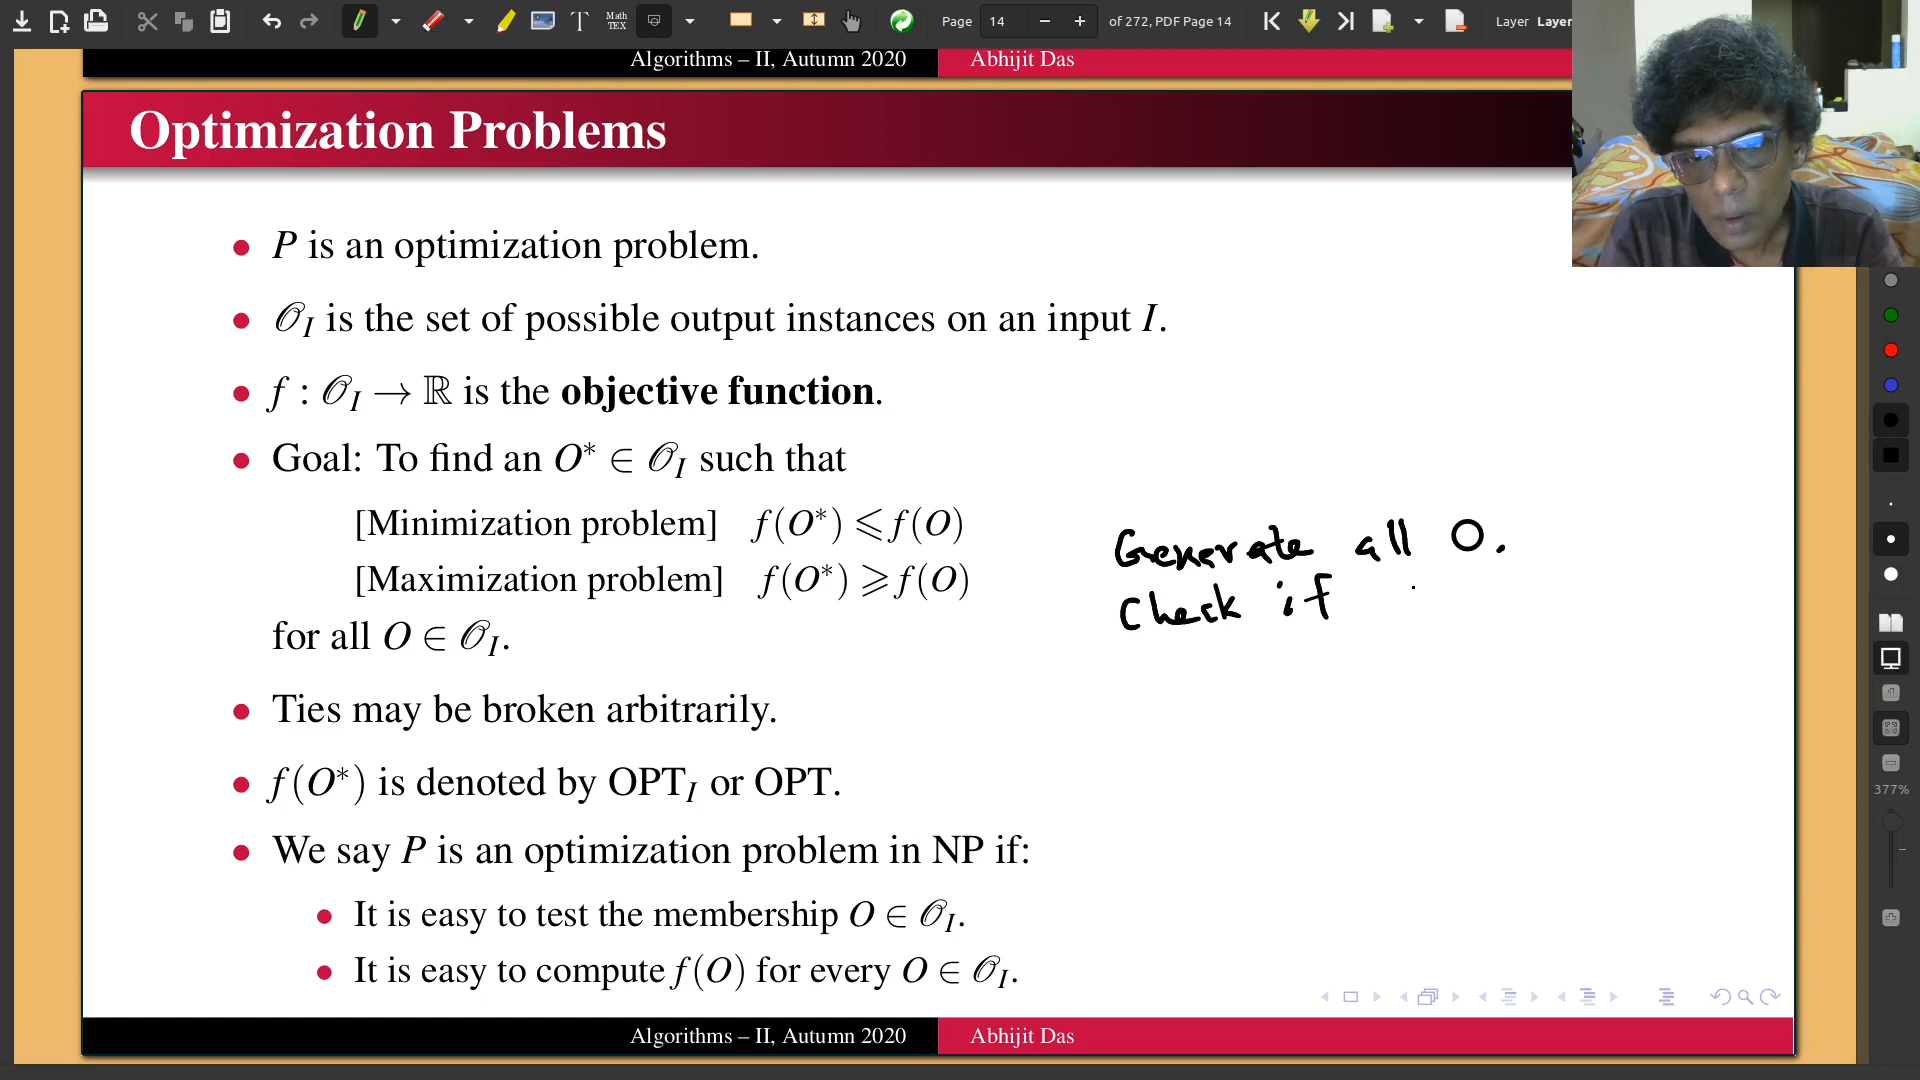 Math
TEX
Page 14 of 272, PDF Page 14 Layer Layer
Algorithms – II, Autumn 2020 Abhijit Das
Optimization Problems
P is an optimization problem.
𝒪_I is the set of possible output instances on an input I.
f : 𝒪_I → ℝ is the objective function.
Goal: To find an O* ∈ 𝒪_I such that
[Minimization problem] f(O*) ⩽ f(O)
[Maximization problem] f(O*) ⩾ f(O)
for all O ∈ 𝒪_I.
Generate all O.
Check if
Ties may be broken arbitrarily.
f(O*) is denoted by OPT_I or OPT.
We say P is an optimization problem in NP if:
It is easy to test the membership O ∈ 𝒪_I.
It is easy to compute f(O) for every O ∈ 𝒪_I.
377%
Algorithms – II, Autumn 2020 Abhijit Das